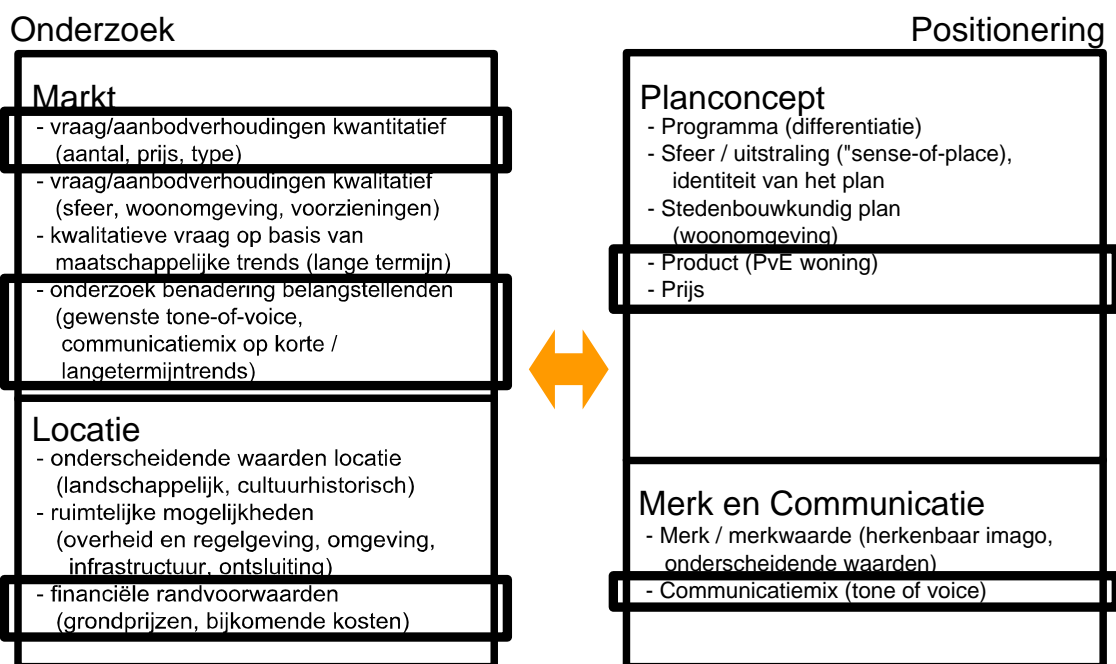 Onderzoek
Markt
- vraag/aanbodverhoudingen kwantitatief
(aantal, prijs, type)
- vraag/aanbodverhoudingen kwalitatief
(sfeer, woonomgeving, voorzieningen)
- kwalitatieve vraag op basis van
maatschappelijke trends (lange termijn)
- onderzoek benadering belangstellenden
(gewenste tone-of-voice,
communicatiemix op korte /
langetermijntrends)
Locatie
- onderscheidende waarden locatie
(landschappelijk, cultuurhistorisch)
- ruimtelijke mogelijkheden
(overheid en regelgeving, omgeving,
infrastructuur, ontsluiting)
- financiële randvoorwaarden
(grondprijzen, bijkomende kosten)
Positionering
Planconcept
- Programma (differentiatie)
- Sfeer / uitstraling ("sense-of-place),
identiteit van het plan
- Stedenbouwkundig plan
(woonomgeving)
- Product (PvE woning)
- Prijs
Merk en Communicatie
- Merk / merkwaarde (herkenbaar imago,
onderscheidende waarden)
- Communicatiemix (tone of voice)